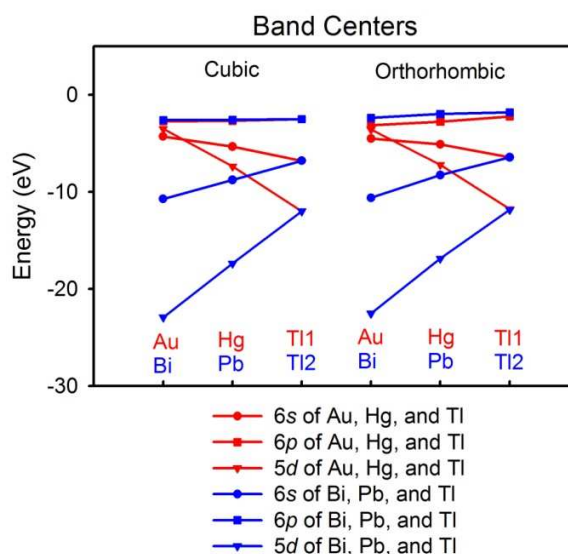 Band Centers
Cubic Orthorhombic
0
-10
-20
-30
Energy (eV)
Au Hg Tl1 Au Hg Tl1
Bi Pb Tl2 Bi Pb Tl2
6s of Au, Hg, and Tl
6p of Au, Hg, and Tl
5d of Au, Hg, and Tl
6s of Bi, Pb, and Tl
6p of Bi, Pb, and Tl
5d of Bi, Pb, and Tl